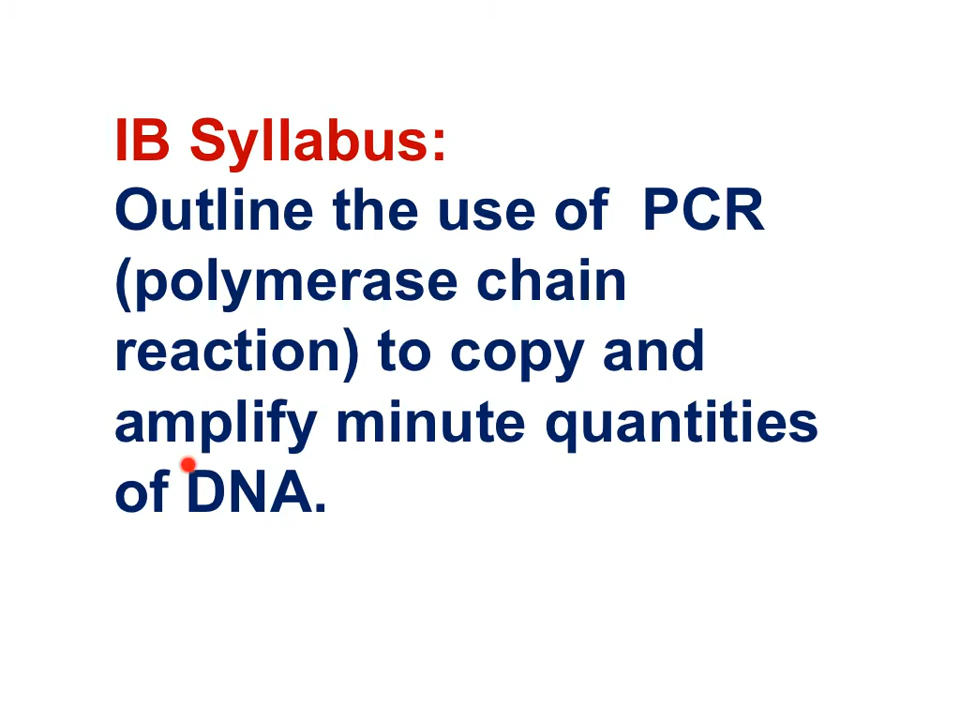 IB Syllabus:
Outline the use of  PCR
(polymerase chain
reaction) to copy and
amplify minute quantities
of DNA.